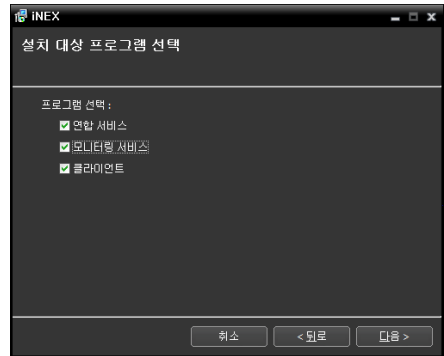 iNEX
설치 대상 프로그램 선택
프로그램 선택 :
연합 서비스
모니터링 서비스
클라이언트
취소
< 뒤로
다음 >